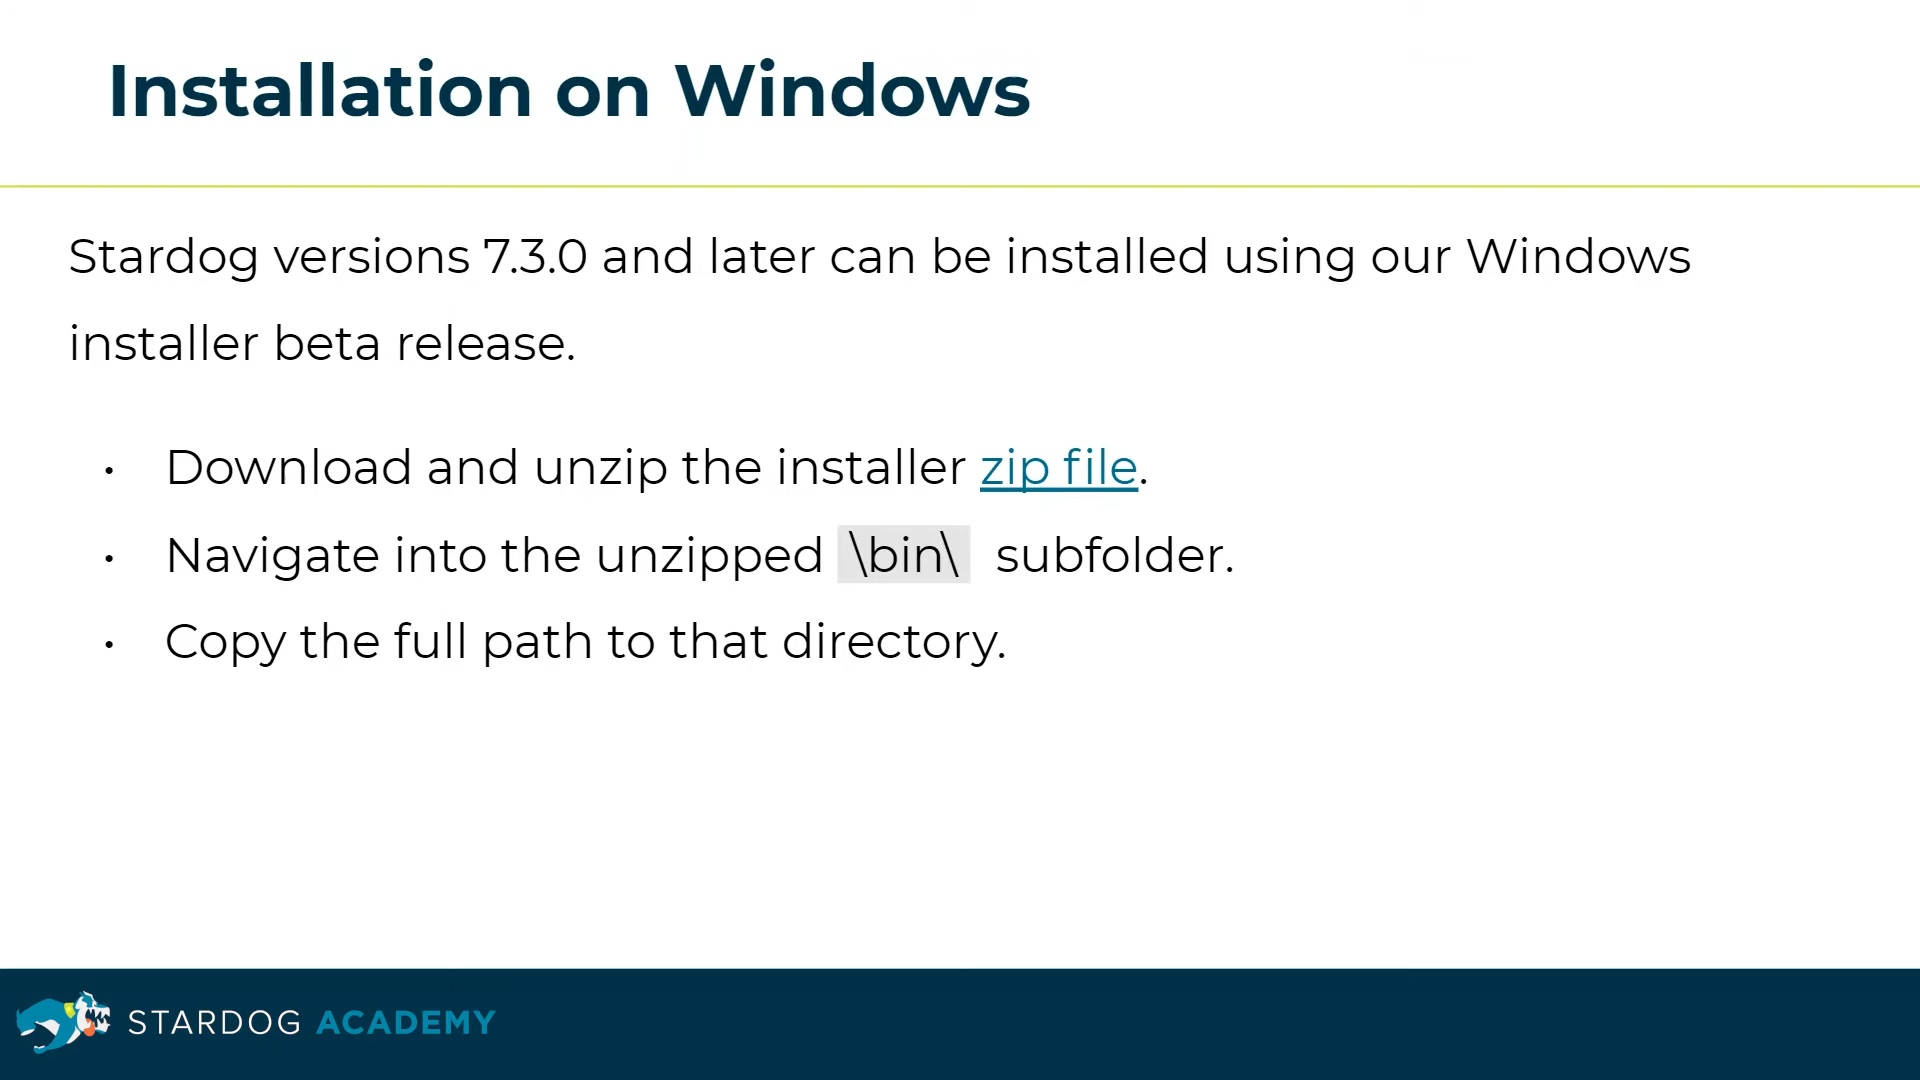 Installation on Windows
Stardog versions 7.3.0 and later can be installed using our Windows
installer beta release.
• Download and unzip the installer zip file.
• Navigate into the unzipped \bin\ subfolder.
• Copy the full path to that directory.
STARDOG ACADEMY